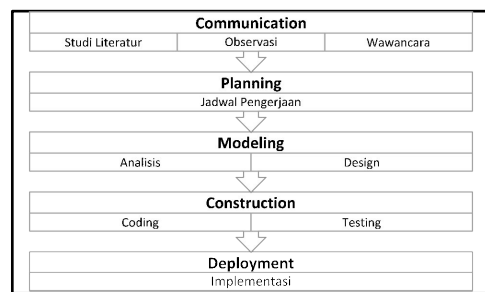 Communication
Studi Literatur Observasi Wawancara
Planning
Jadwal Pengerjaan
Modeling
Analisis Design
Construction
Coding Testing
Deployment
Implementasi